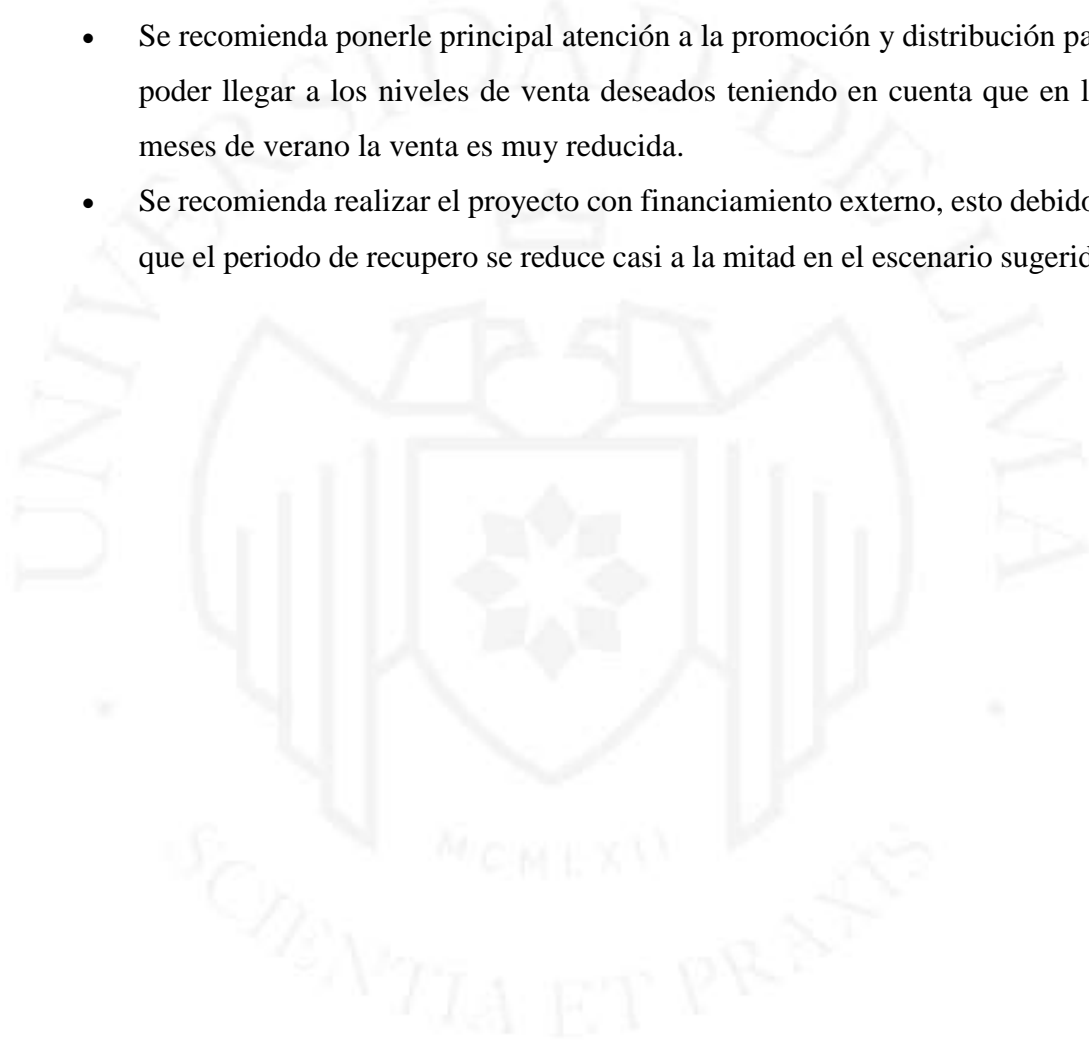 • Se recomienda ponerle principal atención a la promoción y distribución pa
poder llegar a los niveles de venta deseados teniendo en cuenta que en l
meses de verano la venta es muy reducida.
• Se recomienda realizar el proyecto con financiamiento externo, esto debido
que el periodo de recupero se reduce casi a la mitad en el escenario sugerid
UNIVERSIDAD DE LIMA
MCMLXII
SCIENTIA ET PRAXIS